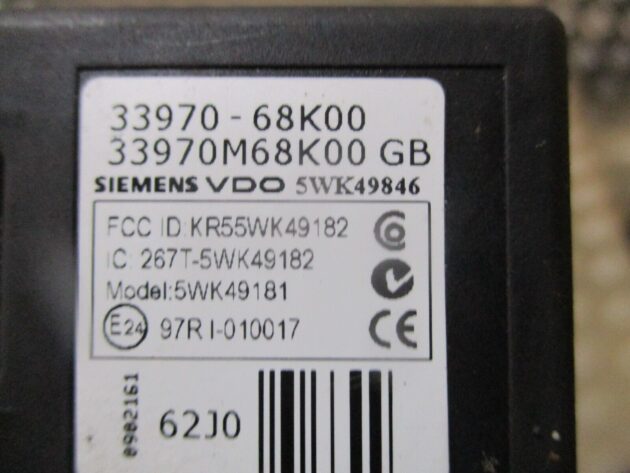 33970 - 68K00
33970M68K00 GB
SIEMENS VDO 5WK49846
FCC ID:KR55WK49182
IC: 267T-5WK49182
Model:5WK49181
E24 97R I-010017
CE
0902161
62J0